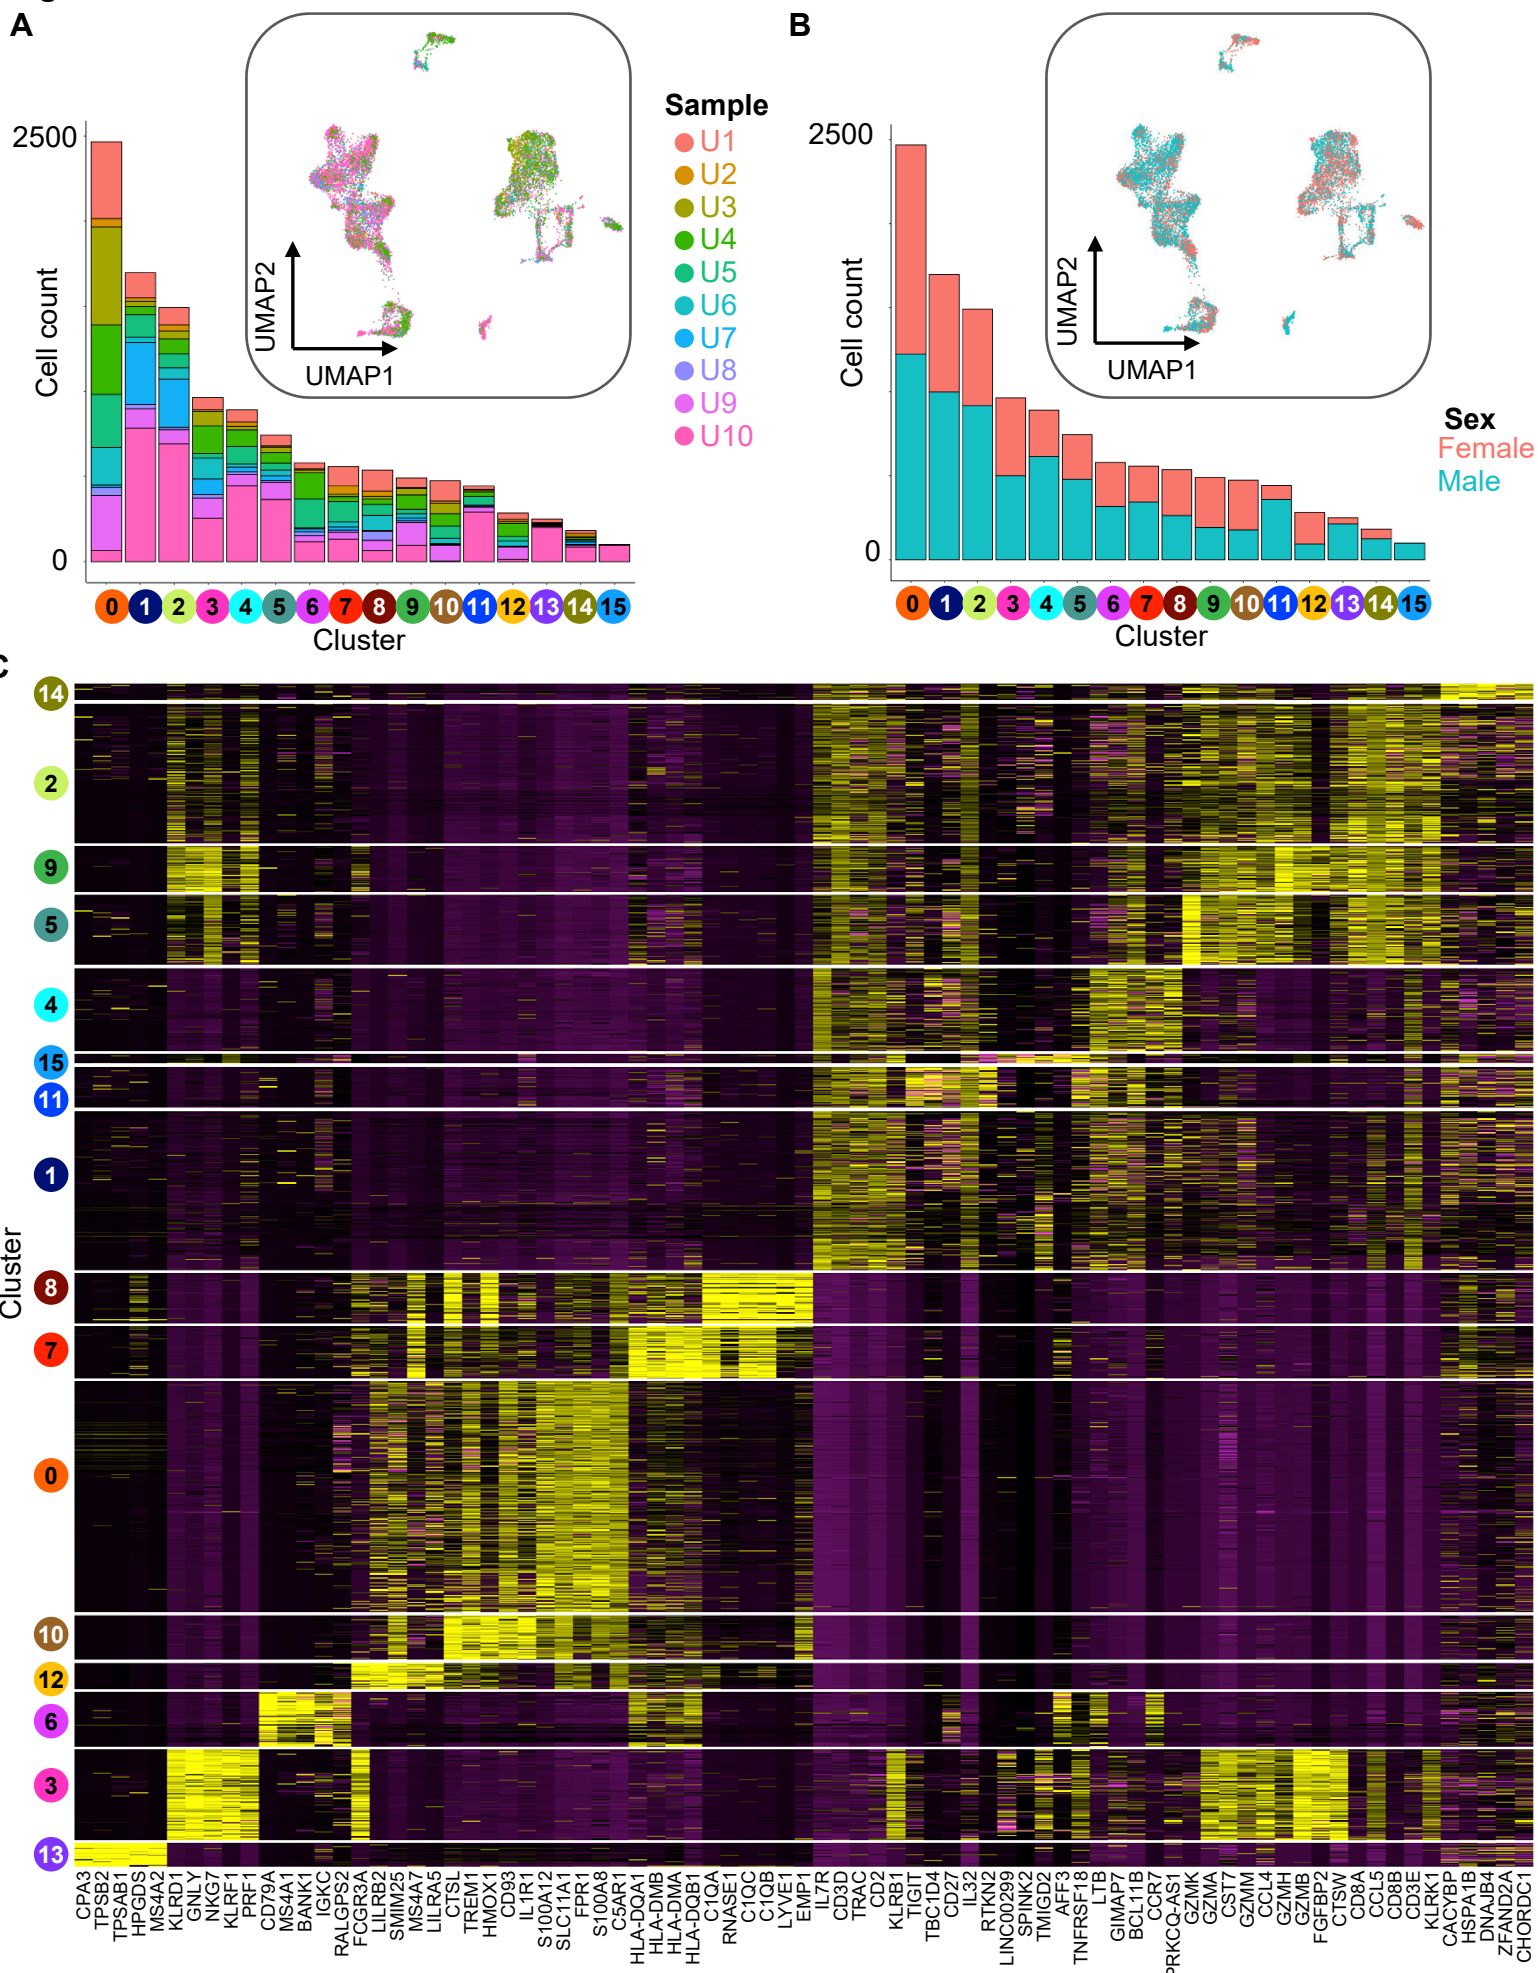 A
B
2500
Cell count
0
UMAP2
UMAP1
Sample
U1
U2
U3
U4
U5
U6
U7
U8
U9
U10
0 1 2 3 4 5 6 7 8 9 10 11 12 13 14 15
Cluster
2500
Cell count
0
UMAP2
UMAP1
Sex
Female
Male
0 1 2 3 4 5 6 7 8 9 10 11 12 13 14 15
Cluster
C
Cluster
14
2
9
5
4
15
11
1
8
7
0
10
12
6
3
13
CPA3
TPSB2
TPSAB1
HPGDS
MS4A2
KLRD1
GNLY
NKG7
KLRF1
PRF1
CD79A
MS4A1
BANK1
IGKC
RALGPS2
FCGR3A
LILRB2
SMIM25
MS4A7
LILRA5
CTSL
TREM1
HMOX1
CD93
IL1R1
S100A12
SLC11A1
FPR1
S100A8
C5AR1
HLA-DQA1
HLA-DMB
HLA-DMA
HLA-DQB1
C1QA
RNASE1
C1QC
C1QB
LYVE1
EMP1
IL7R
CD3D
TRAC
CD2
KLRB1
TIGIT
TBC1D4
CD27
IL32
RTKN2
LINC00299
SPINK2
TMIGD2
AFF3
TNFRSF18
LTB
GIMAP7
BCL11B
CCR7
PRKCQ-AS1
GZMK
GZMA
CST7
GZMM
CCL4
GZMH
GZMB
FGFBP2
CTSW
CD8A
CCL5
CD8B
CD3E
KLRK1
CACYBP
HSPA1B
DNAJB4
ZFAND2A
CHORDC1